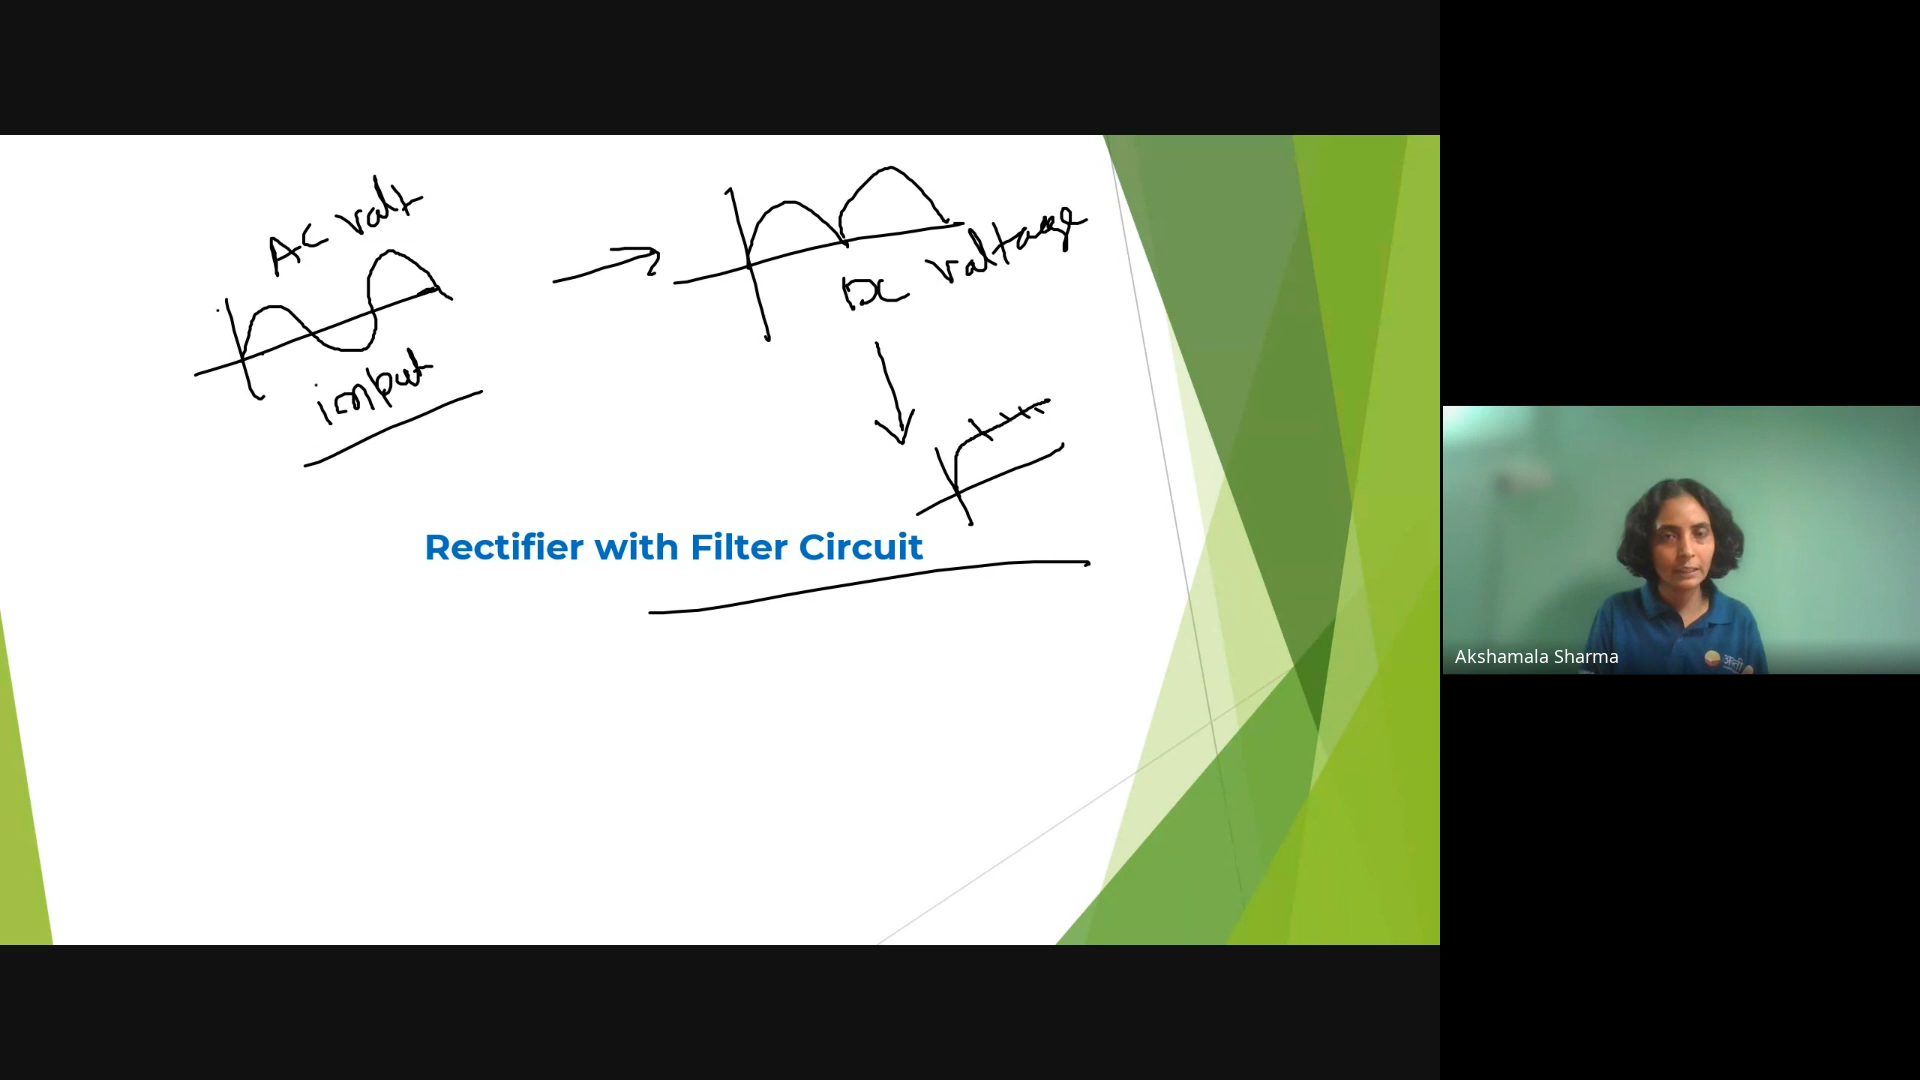 AC volt
input
DC voltage
Rectifier with Filter Circuit
Akshamala Sharma